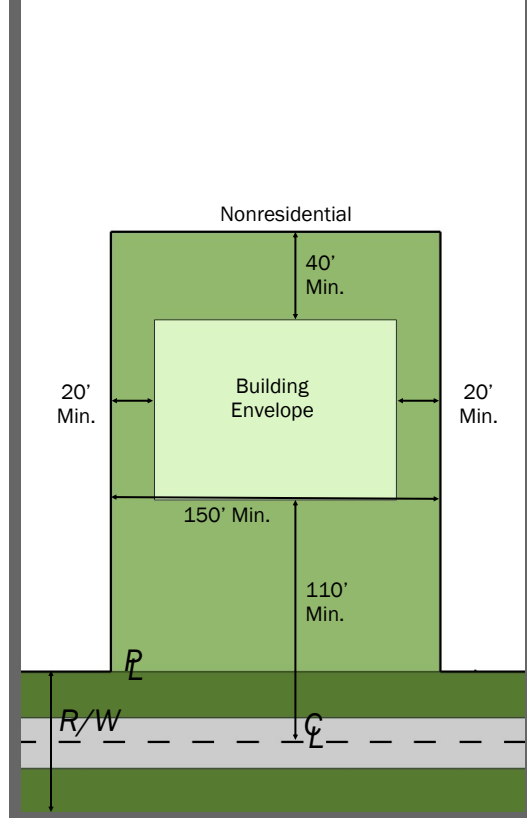 Nonresidential
40’
Min.
20’
Min.
Building
Envelope
20’
Min.
150’ Min.
110’
Min.
PL
R/W
CL